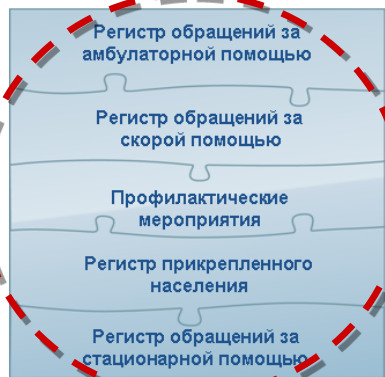 Регистр обращений за
амбулаторной помощью
Регистр обращений за
скорой помощью
Профилактические
мероприятия
Регистр прикрепленного
населения
Регистр обращений за
стационарной помощью